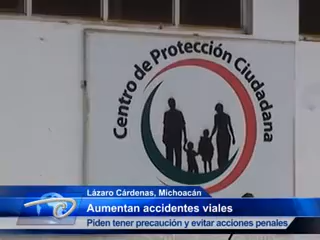 Centro de Protección Ciudadana
Lázaro Cárdenas, Michoacán
Aumentan accidentes viales
Piden tener precaución y evitar acciones penales